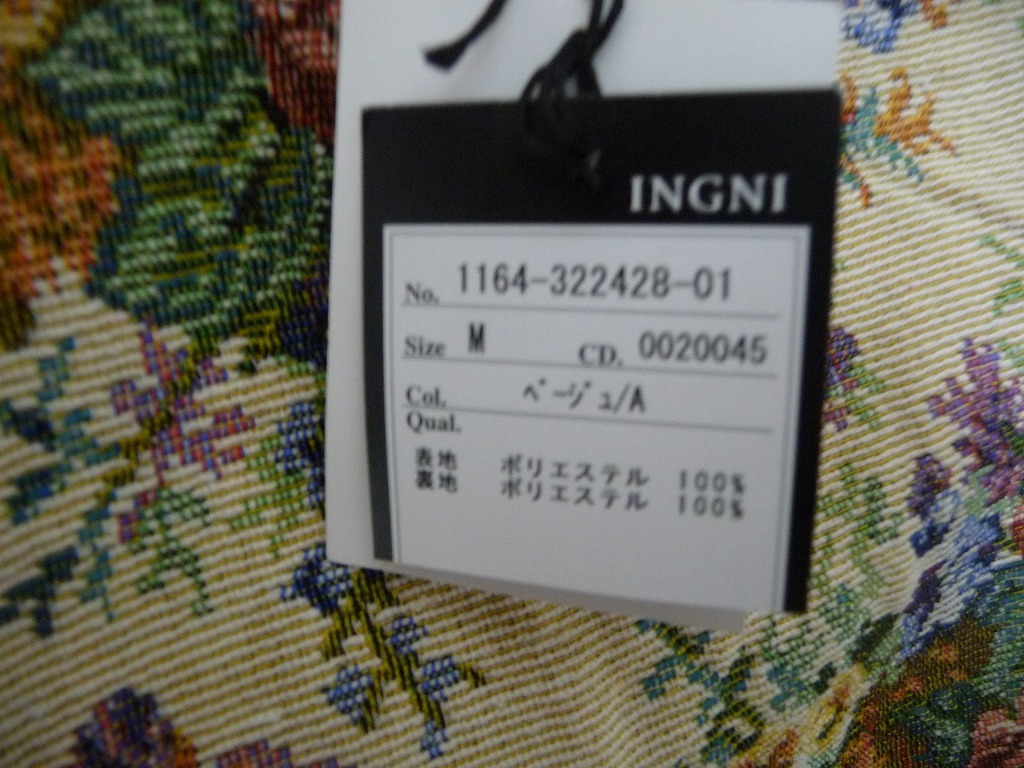 INGNI
No. 1164-322428-01
Size M CD. 0020045
Col. ﾍﾞｰｼﾞｭ/A
Qual.
表地 ポリエステル 100%
裏地 ポリエステル 100%